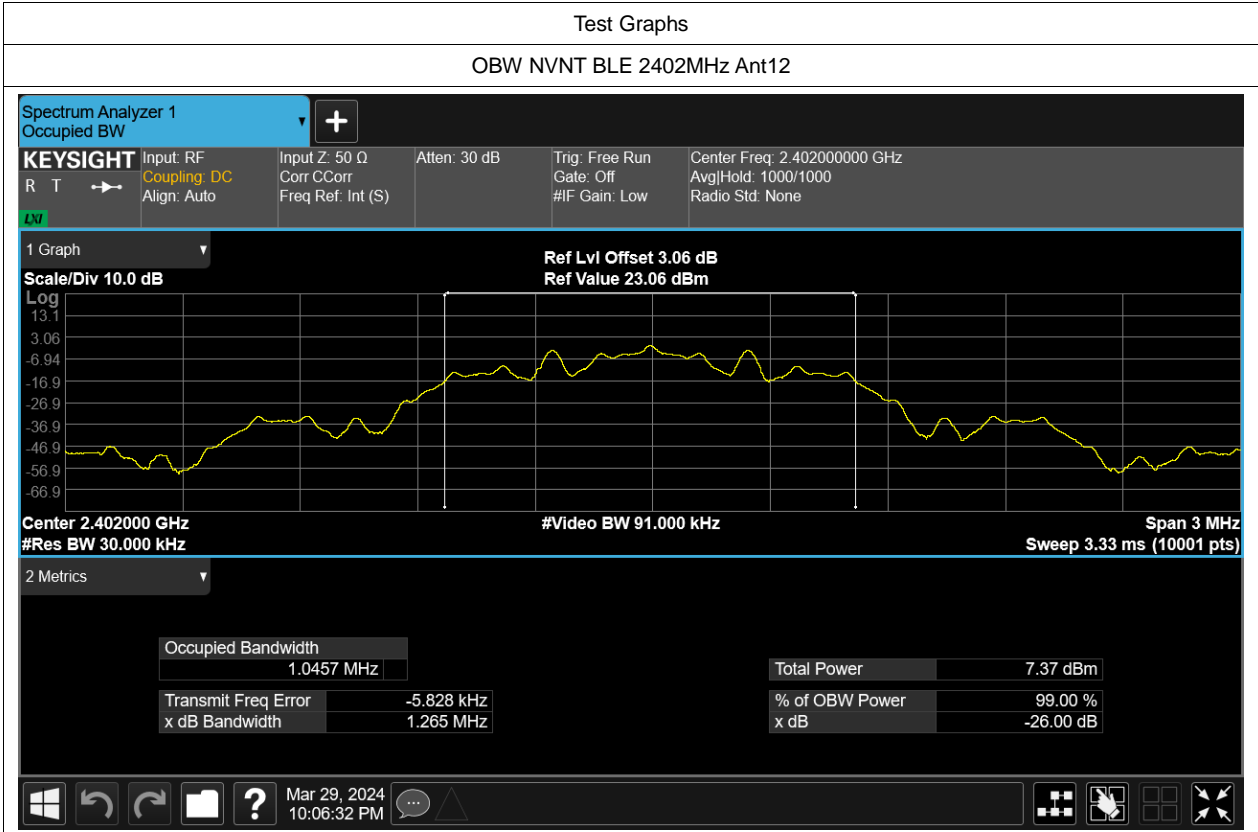 Test Graphs
OBW NVNT BLE 2402MHz Ant12
Spectrum Analyzer 1
Occupied BW
KEYSIGHT
R T
LXI
Input: RF
Coupling: DC
Align: Auto
Input Z: 50 Ω
Corr CCorr
Freq Ref: Int (S)
Atten: 30 dB
Trig: Free Run
Gate: Off
#IF Gain: Low
Center Freq: 2.402000000 GHz
Avg|Hold: 1000/1000
Radio Std: None
1 Graph
Scale/Div 10.0 dB
Ref Lvl Offset 3.06 dB
Ref Value 23.06 dBm
Log
13.1
3.06
-6.94
-16.9
-26.9
-36.9
-46.9
-56.9
-66.9
Center 2.402000 GHz
#Res BW 30.000 kHz
#Video BW 91.000 kHz
Span 3 MHz
Sweep 3.33 ms (10001 pts)
2 Metrics
Occupied Bandwidth
1.0457 MHz
Transmit Freq Error -5.828 kHz
x dB Bandwidth 1.265 MHz
Total Power 7.37 dBm
% of OBW Power 99.00 %
x dB -26.00 dB
?
Mar 29, 2024
10:06:32 PM